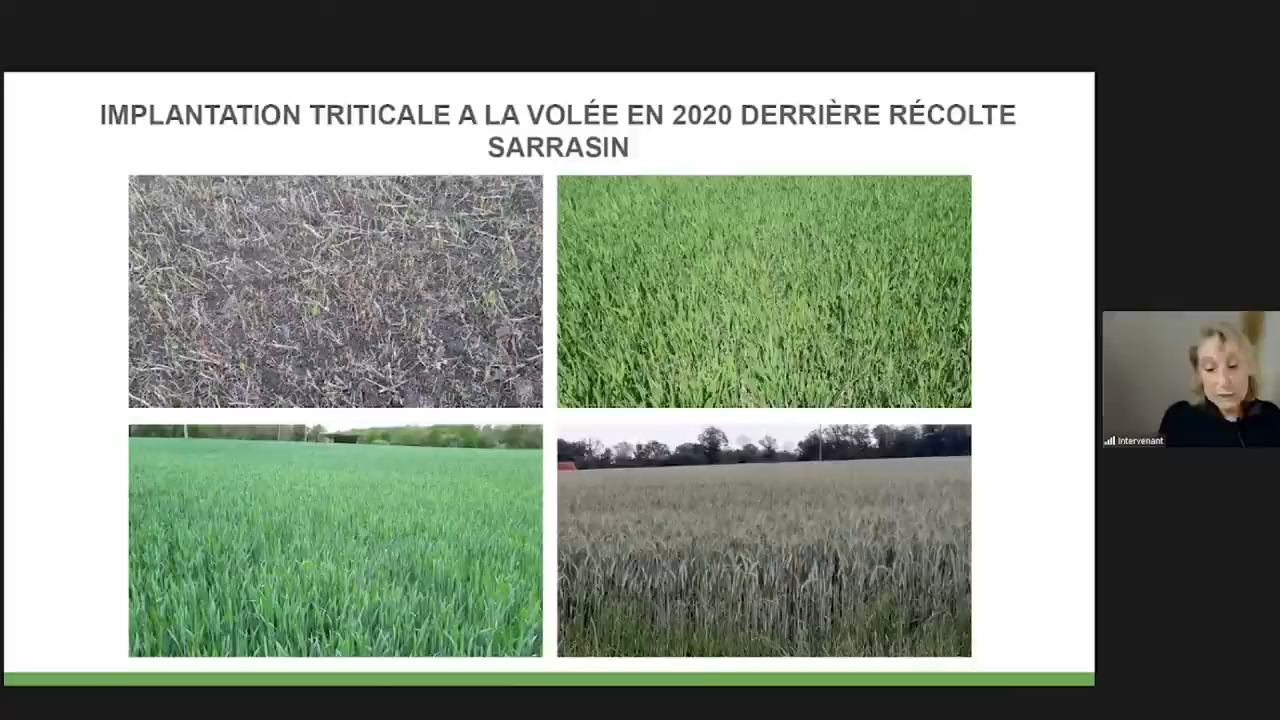 IMPLANTATION TRITICALE A LA VOLÉE EN 2020 DERRIÈRE RÉCOLTE
SARRASIN
Intervenant